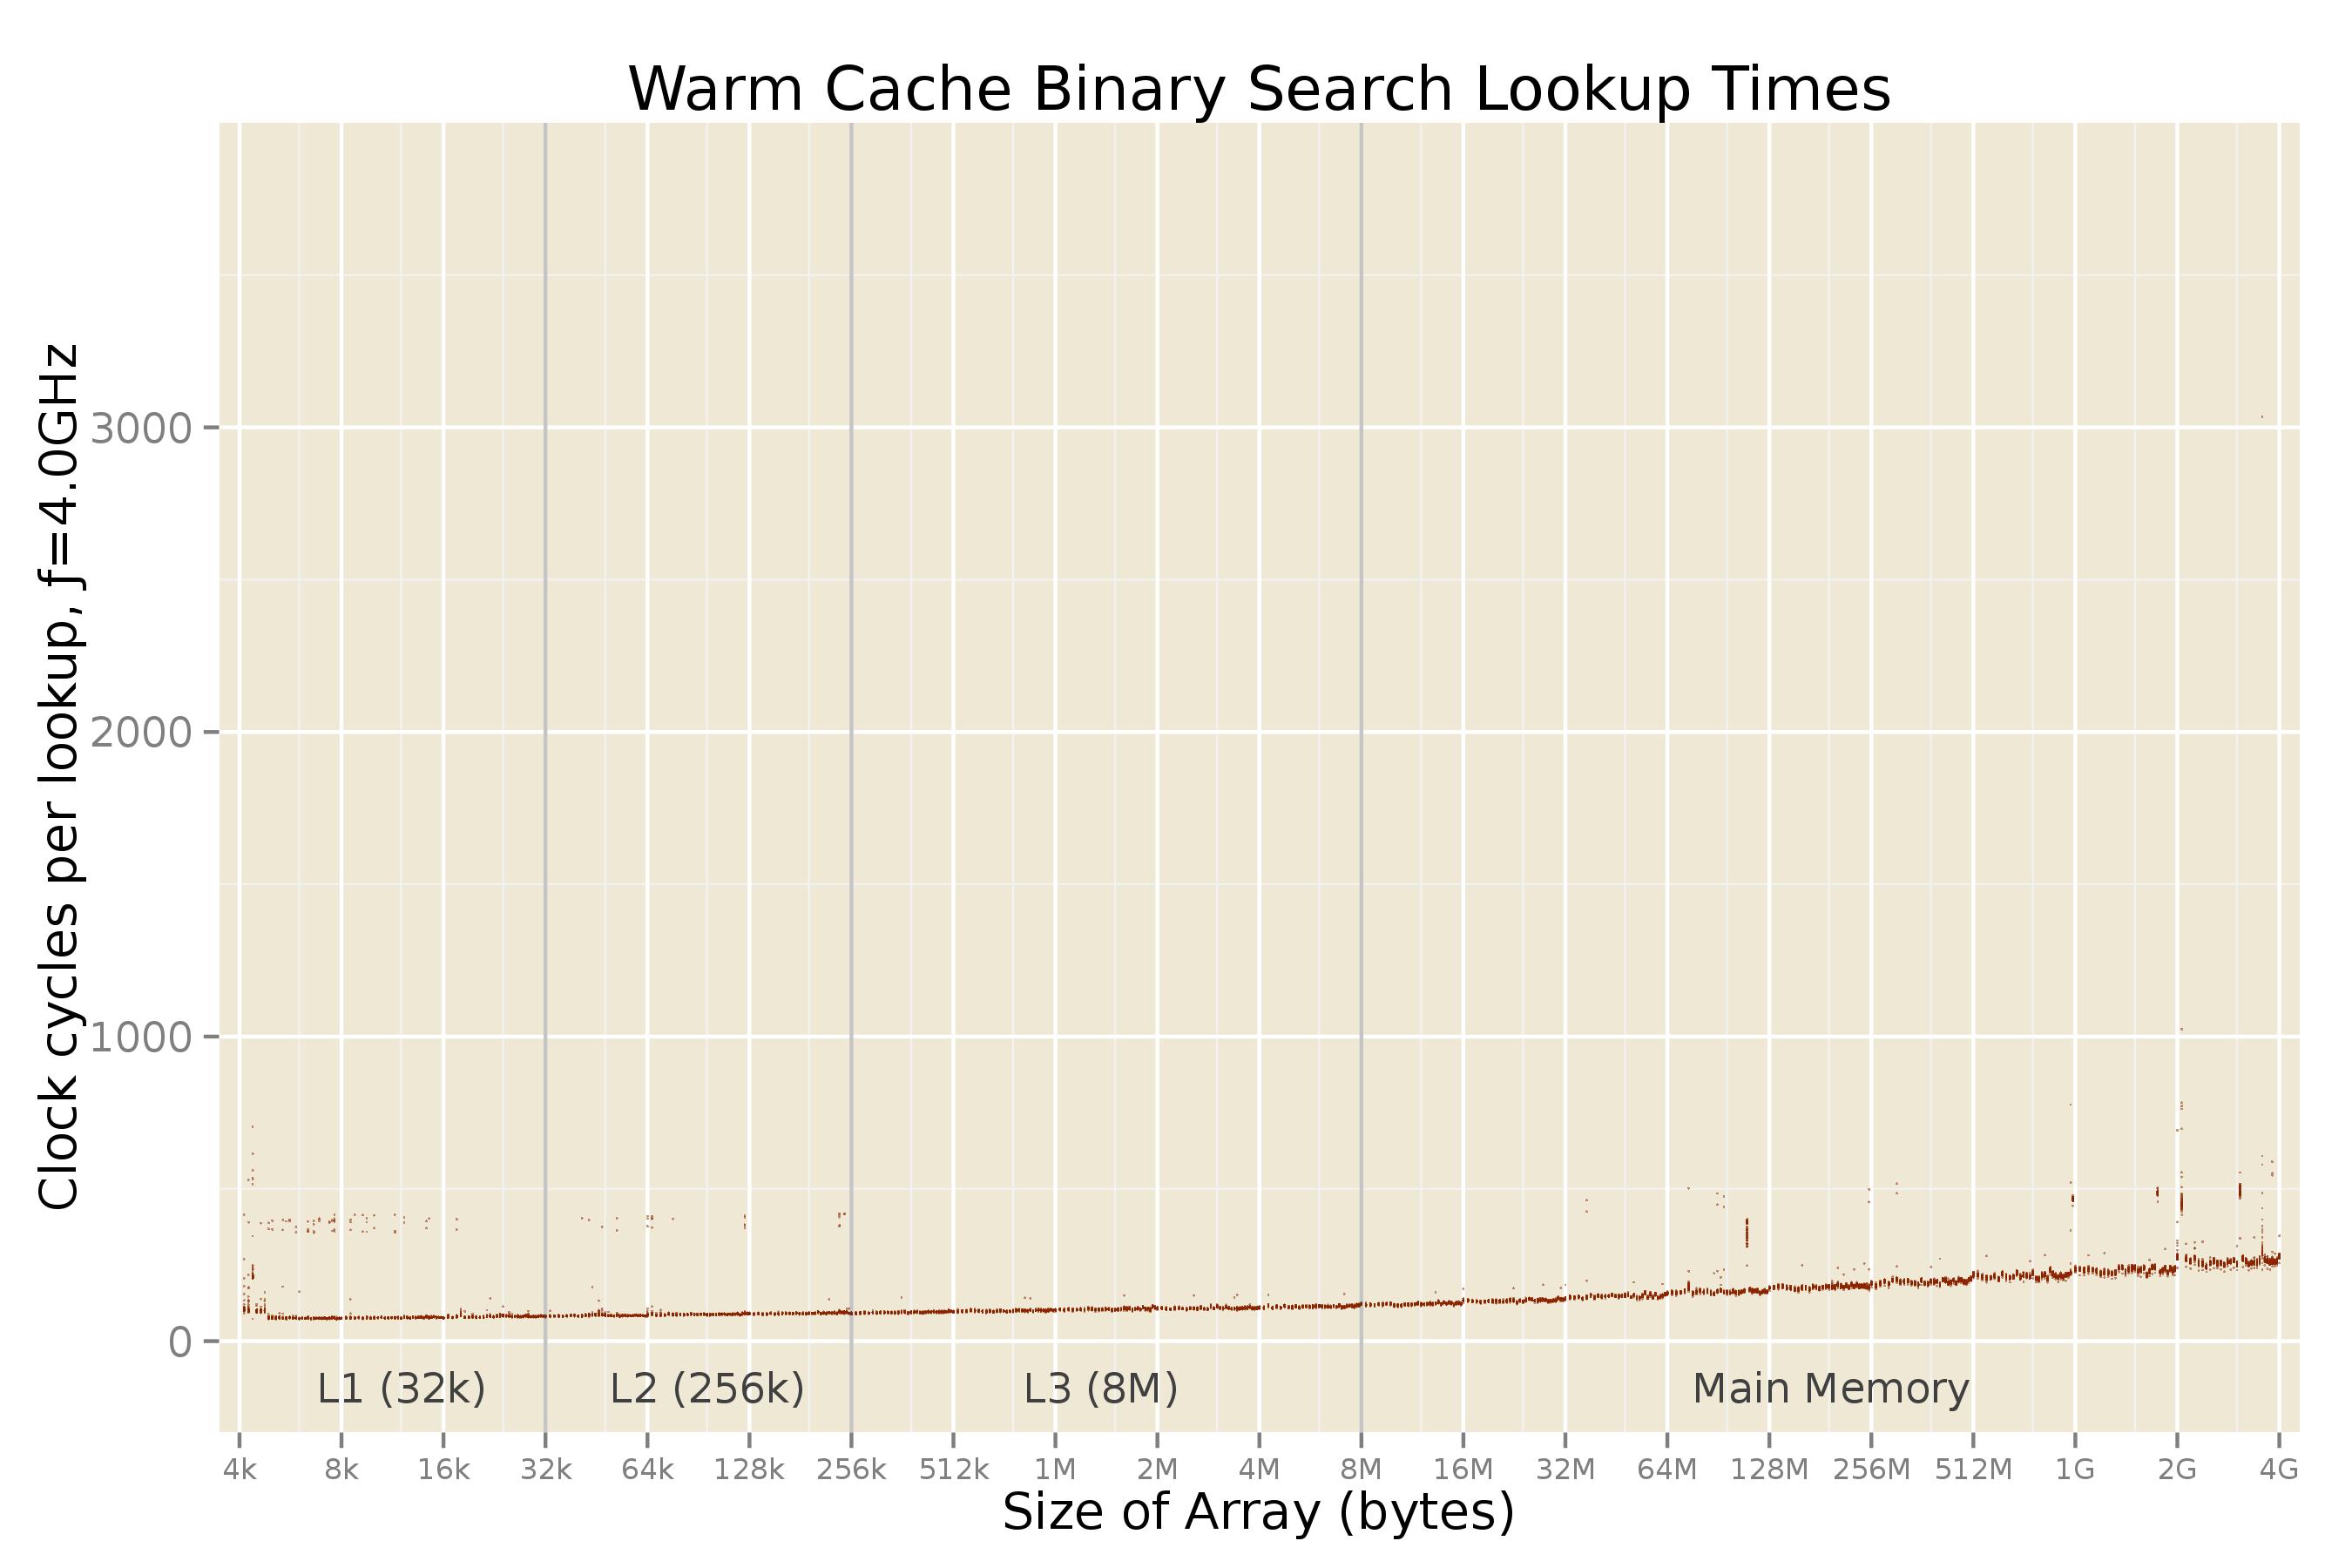 Warm Cache Binary Search Lookup Times
Clock cycles per lookup, ƒ=4.0GHz
3000
2000
1000
0
L1 (32k) L2 (256k) L3 (8M) Main Memory
4k 8k 16k 32k 64k 128k 256k 512k 1M 2M 4M 8M 16M 32M 64M 128M 256M 512M 1G 2G 4G
Size of Array (bytes)